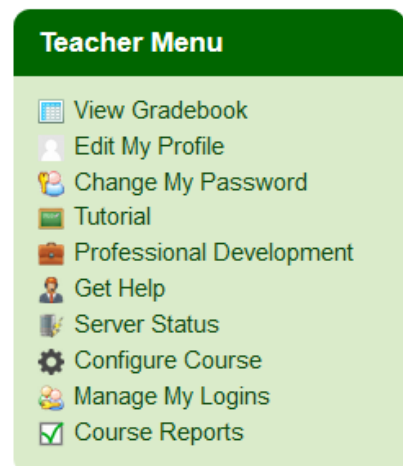 Teacher Menu
View Gradebook
Edit My Profile
Change My Password
Tutorial
Professional Development
Get Help
Server Status
Configure Course
Manage My Logins
Course Reports